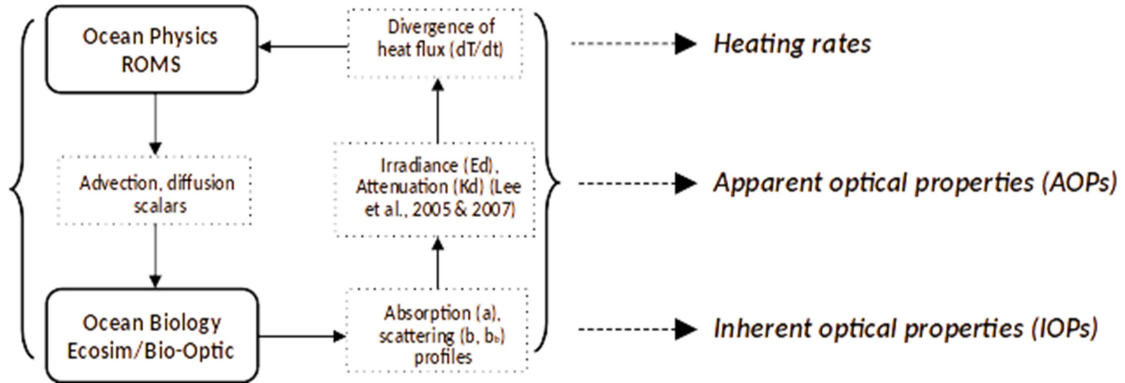 Ocean Physics
ROMS
Divergence of
heat flux (dT/dt)
Heating rates
Advection, diffusion
scalars
Irradiance (Ed),
Attenuation (Kd) (Lee
et al., 2005 & 2007)
Apparent optical properties (AOPs)
Ocean Biology
Ecosim/Bio-Optic
Absorption (a),
scattering (b, bb)
profiles
Inherent optical properties (IOPs)